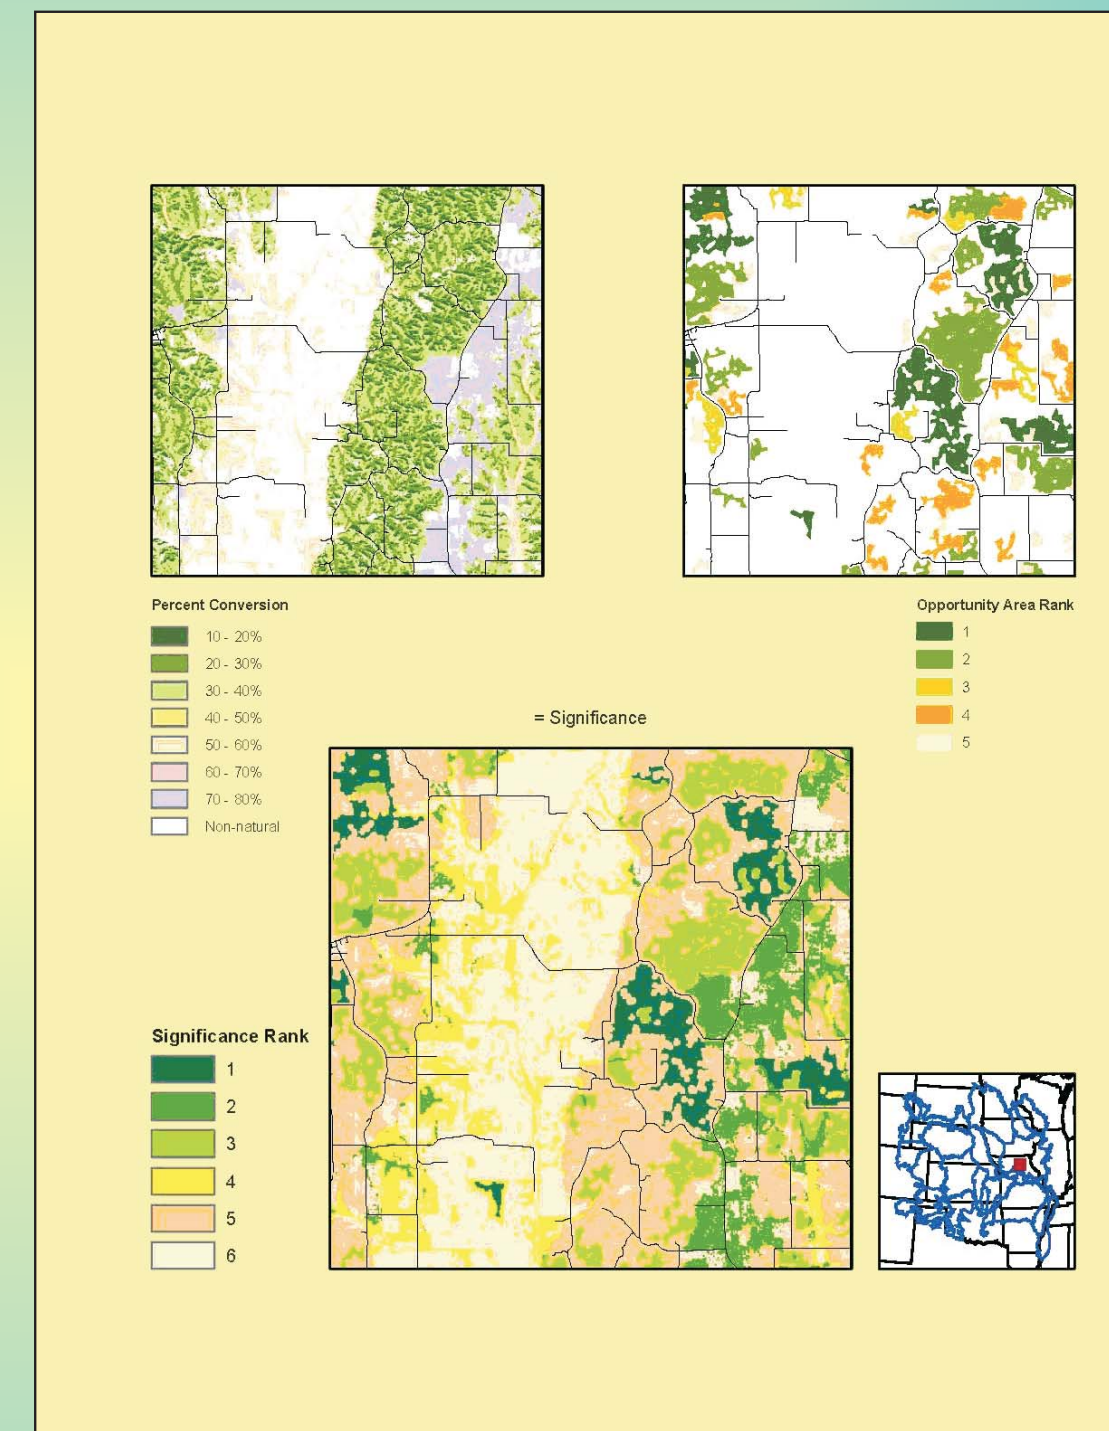 Percent Conversion
10 - 20%
20 - 30%
30 - 40%
40 - 50%
50 - 60%
60 - 70%
70 - 80%
Non-natural
Opportunity Area Rank
1
2
3
4
5
= Significance
Significance Rank
1
2
3
4
5
6